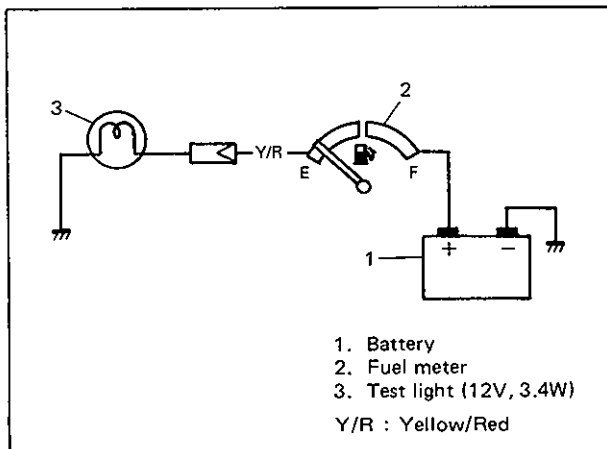 3
2
Y/R
E
F
1
+
−
1. Battery
2. Fuel meter
3. Test light (12V, 3.4W)
Y/R : Yellow/Red